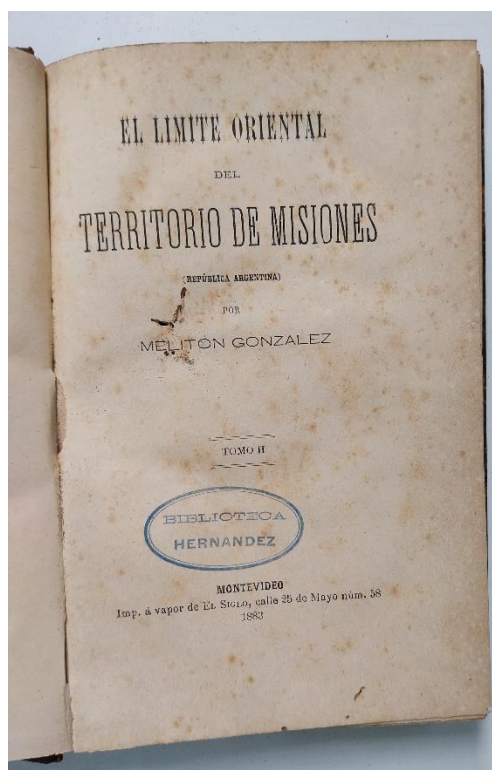 EL LIMITE ORIENTAL
DEL
TERRITORIO DE MISIONES
(REPÚBLICA ARGENTINA)
POR
MELITON GONZALEZ
TOMO II
BIBLIOTECA
HERNANDEZ
MONTEVIDEO
Imp. á vapor de EL SIGLO, calle 25 de Mayo núm. 58
1883